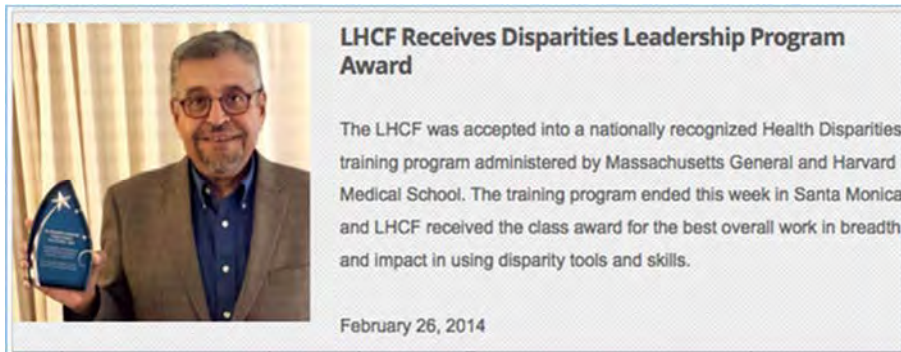 LHCF Receives Disparities Leadership Program
Award
The LHCF was accepted into a nationally recognized Health Disparities
training program administered by Massachusetts General and Harvard
Medical School. The training program ended this week in Santa Monica
and LHCF received the class award for the best overall work in breadth
and impact in using disparity tools and skills.
February 26, 2014